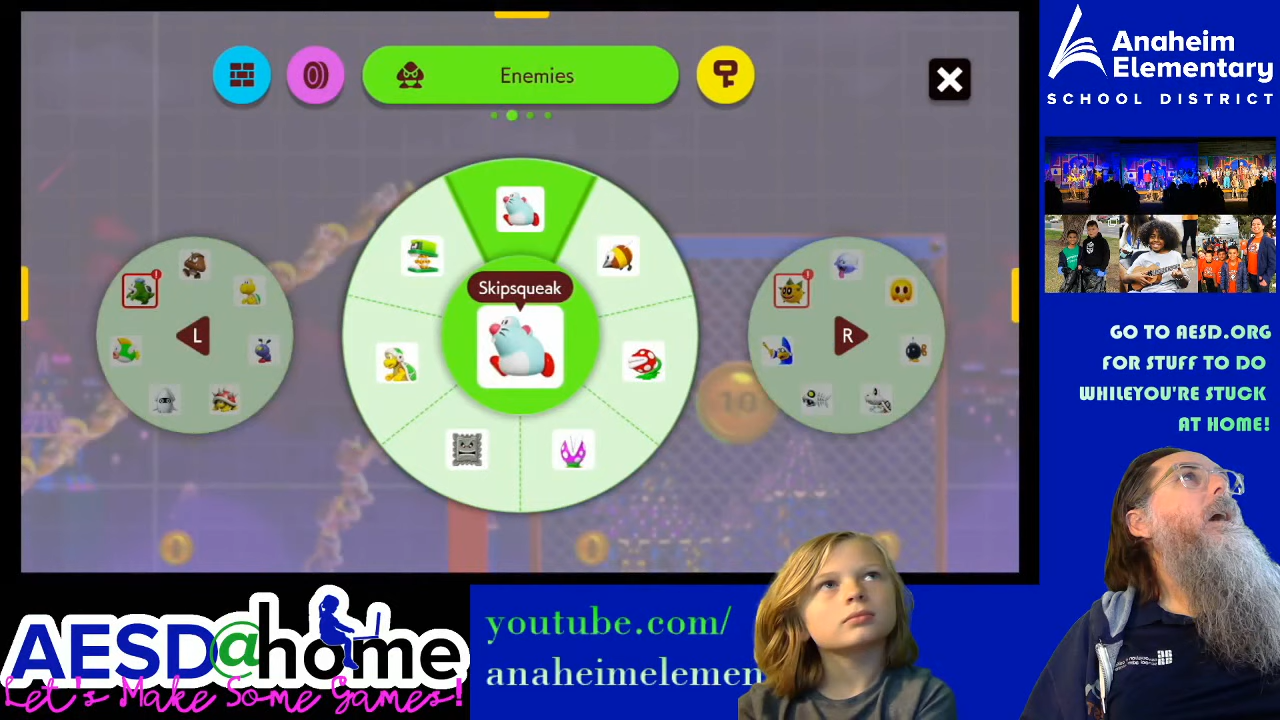 Enemies
Skipsqueak
L
R
10
Anaheim
Elementary
SCHOOL DISTRICT
GO TO AESD.ORG
FOR STUFF TO DO
WHILEYOU'RE STUCK
AT HOME!
AESD@home
Let's Make Some Games!
youtube.com/
anaheimelemen